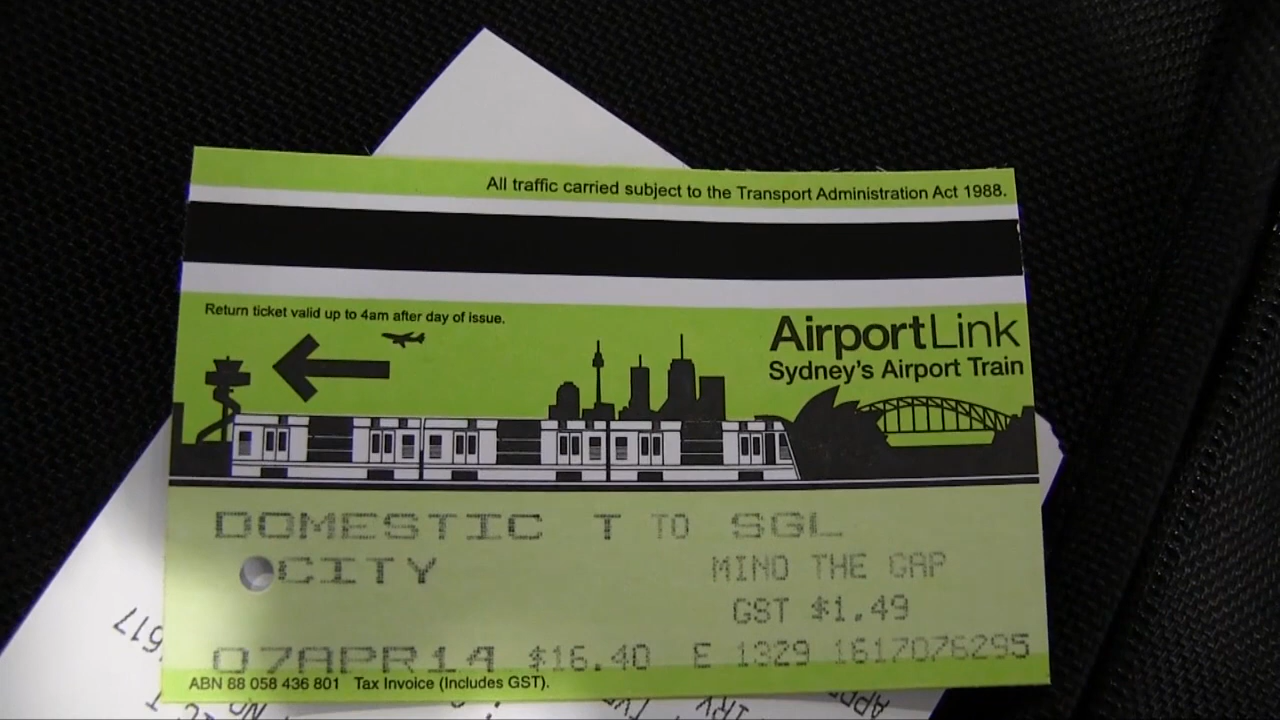 All traffic carried subject to the Transport Administration Act 1988.
Return ticket valid up to 4am after day of issue.
AirportLink
Sydney's Airport Train
DOMESTIC T TO SGL
CITY
MIND THE GAP
GST $1.49
07APR14 $16.40 E 1329 1617076295
ABN 88 058 436 801 Tax Invoice (Includes GST).